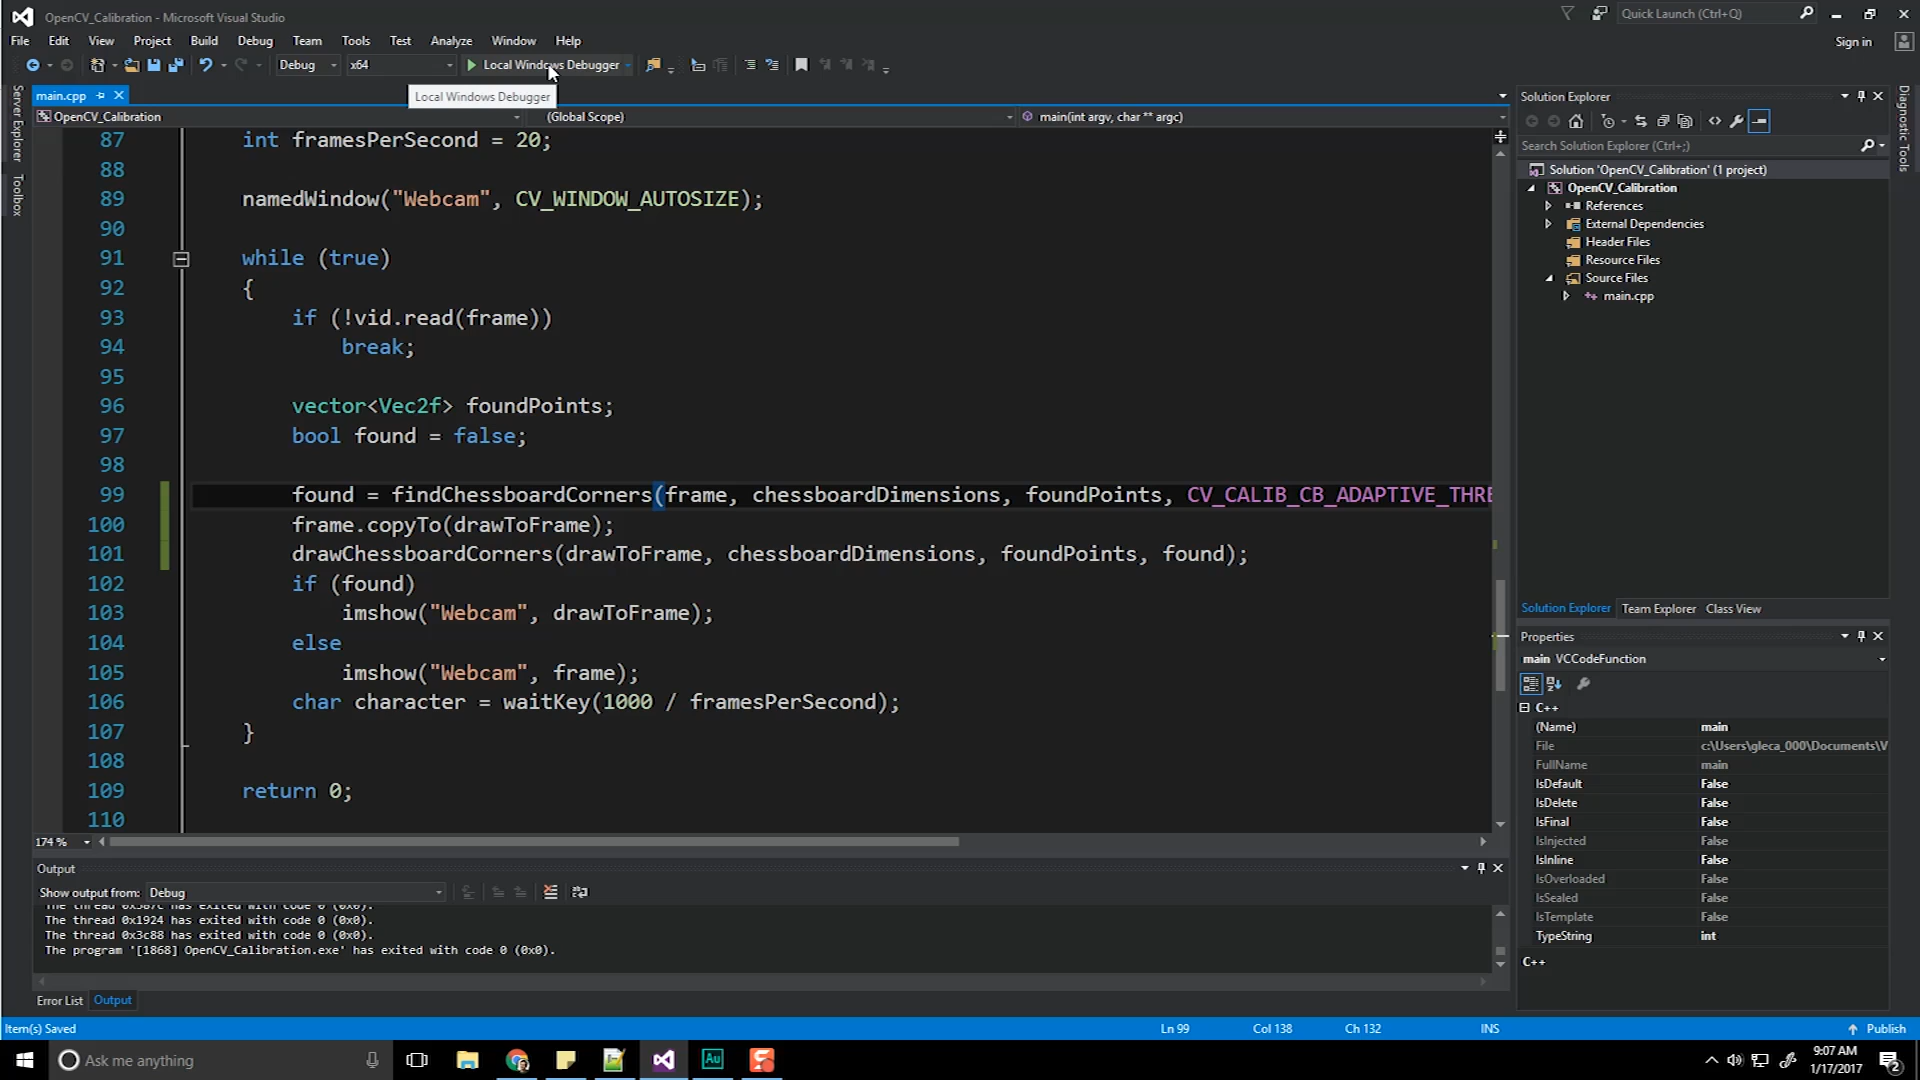 OpenCV_Calibration - Microsoft Visual Studio
Quick Launch (Ctrl+Q)
File Edit View Project Build Debug Team Tools Test Analyze Window Help
Sign in
Debug x64 Local Windows Debugger
main.cpp
Local Windows Debugger
OpenCV_Calibration (Global Scope) main(int argv, char ** argc)
Server Explorer
Toolbox
87 int framesPerSecond = 20;
88
89 namedWindow("Webcam", CV_WINDOW_AUTOSIZE);
90
91 while (true)
92 {
93 if (!vid.read(frame))
94 break;
95
96 vector<Vec2f> foundPoints;
97 bool found = false;
98
99 found = findChessboardCorners(frame, chessboardDimensions, foundPoints, CV_CALIB_CB_ADAPTIVE_THRE
100 frame.copyTo(drawToFrame);
101 drawChessboardCorners(drawToFrame, chessboardDimensions, foundPoints, found);
102 if (found)
103 imshow("Webcam", drawToFrame);
104 else
105 imshow("Webcam", frame);
106 char character = waitKey(1000 / framesPerSecond);
107 }
108
109 return 0;
110
174 %
Output
Show output from: Debug
The thread 0x1924 has exited with code 0 (0x0).
The thread 0x3c88 has exited with code 0 (0x0).
The program '[1868] OpenCV_Calibration.exe' has exited with code 0 (0x0).
Error List Output
Solution Explorer
Search Solution Explorer (Ctrl+;)
Solution 'OpenCV_Calibration' (1 project)
OpenCV_Calibration
References
External Dependencies
Header Files
Resource Files
Source Files
main.cpp
Solution Explorer Team Explorer Class View
Properties
main VCCodeFunction
C++
(Name) main
File c:\Users\gleca_000\Documents\V
FullName main
IsDefault False
IsDelete False
IsFinal False
IsInjected False
IsInline False
IsOverloaded False
IsSealed False
IsTemplate False
TypeString int
C++
Diagnostic Tools
Item(s) Saved Ln 99 Col 138 Ch 132 INS Publish
Ask me anything
Au
9:07 AM
1/17/2017
2